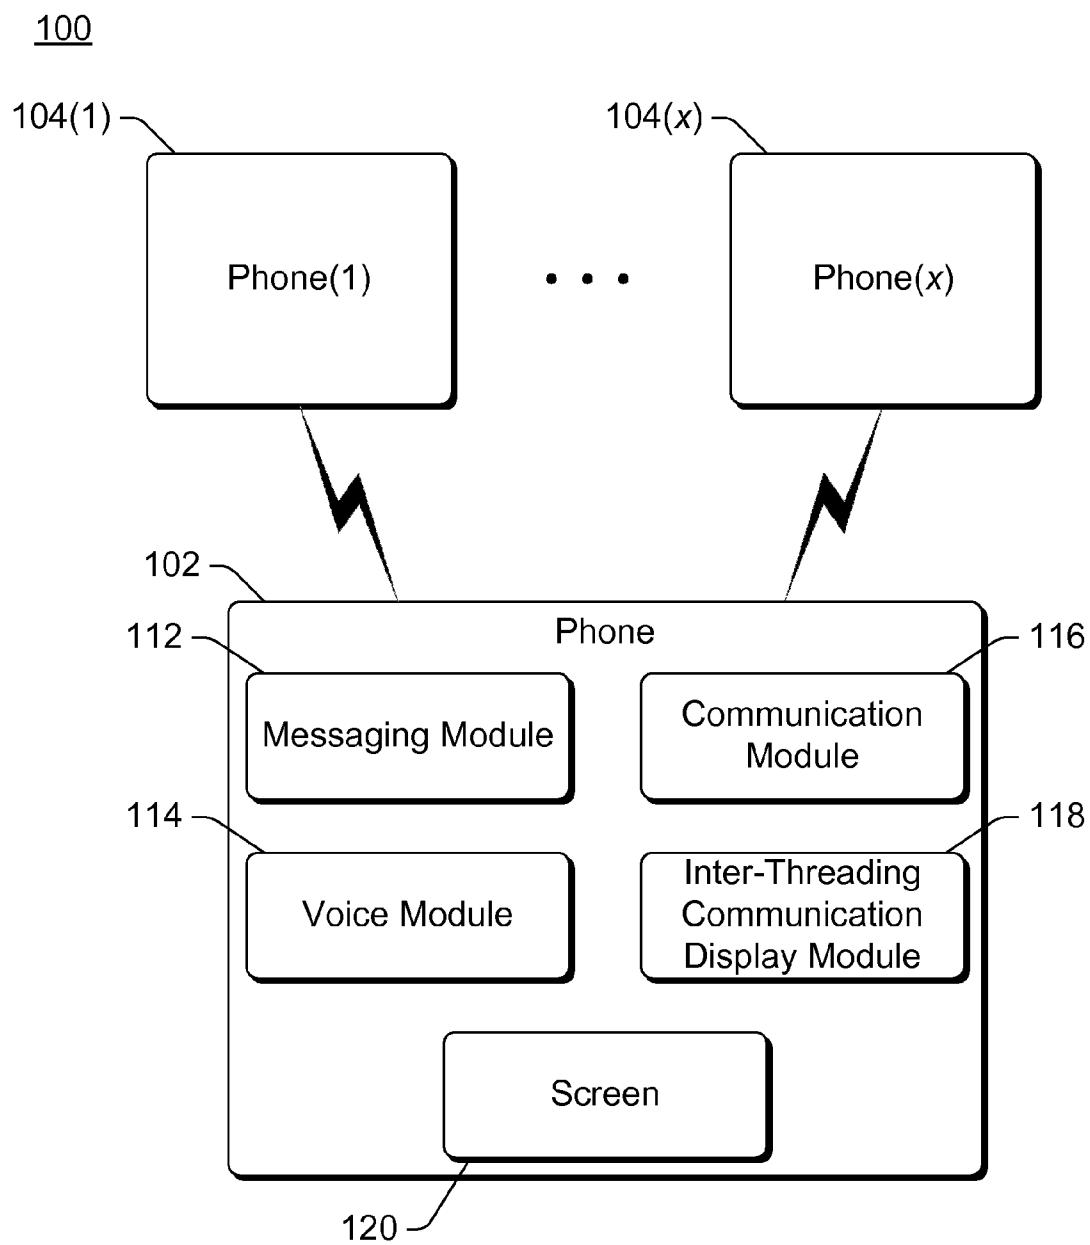 100
104(1)
104(x)
Phone(1)
Phone(x)
102
Phone
112
116
Messaging Module
Communication
Module
114
118
Voice Module
Inter-Threading
Communication
Display Module
Screen
120